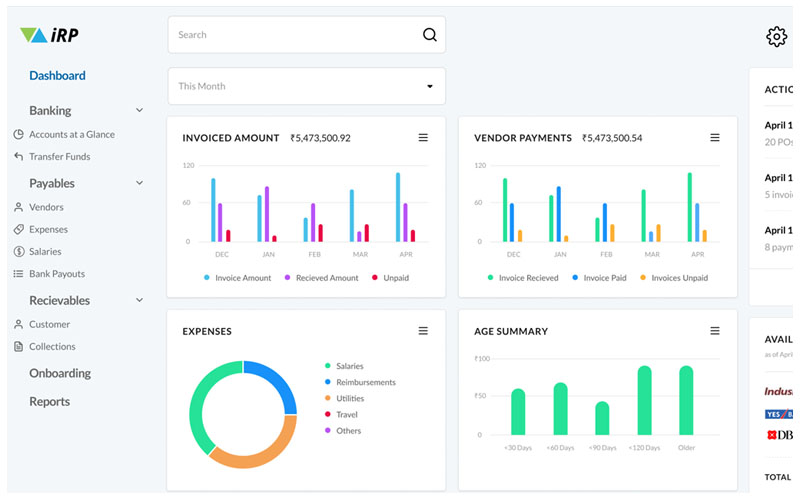 iRP
Search
Dashboard
This Month
Banking
Accounts at a Glance
Transfer Funds
Payables
Vendors
Expenses
Salaries
Bank Payouts
Recievables
Customer
Collections
Onboarding
Reports
INVOICED AMOUNT ₹5,473,500.92
120
60
0
DEC JAN FEB MAR APR
Invoice Amount Recieved Amount Unpaid
VENDOR PAYMENTS ₹5,473,500.54
120
60
0
DEC JAN FEB MAR APR
Invoice Recieved Invoice Paid Invoices Unpaid
EXPENSES
Salaries
Reimbursements
Utilities
Travel
Others
AGE SUMMARY
₹100
₹50
0
<30 Days <60 Days <90 Days <120 Days Older
ACTIO
April 1
20 POs
April 1
5 invoi
April 1
8 paym
AVAIL
as of April
Indus
YES BA
DB
TOTAL